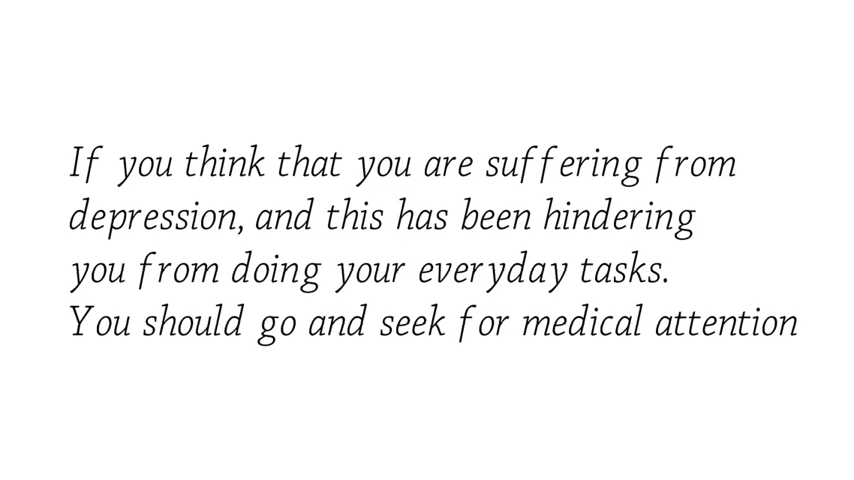 If you think that you are suffering from
depression, and this has been hindering
you from doing your everyday tasks.
You should go and seek for medical attention